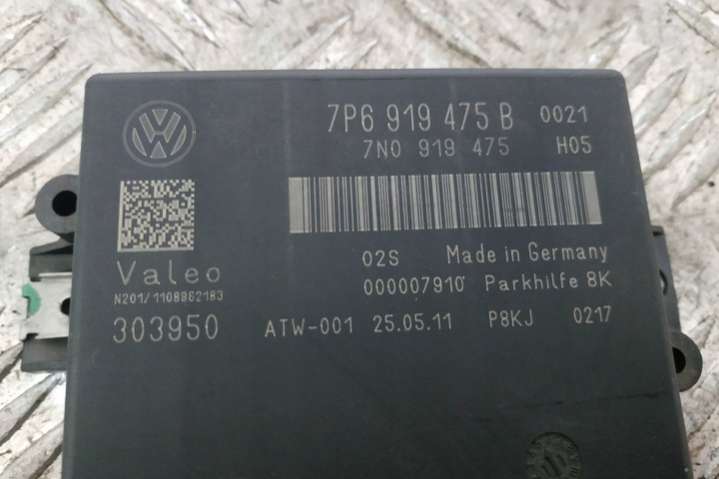 7P6 919 475 B 0021
7N0 919 475 H05
02S Made in Germany
Valeo
000007910 Parkhilfe 8K
N201/1108862183
303950 ATW-001 25.05.11 P8KJ 0217